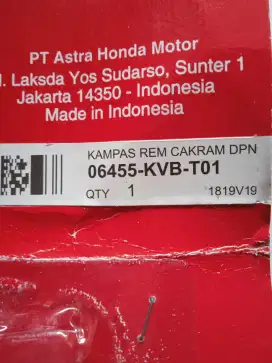 PT Astra Honda Motor
l. Laksda Yos Sudarso, Sunter 1
Jakarta 14350 - Indonesia
Made in Indonesia
KAMPAS REM CAKRAM DPN
06455-KVB-T01
QTY 1 1819V19